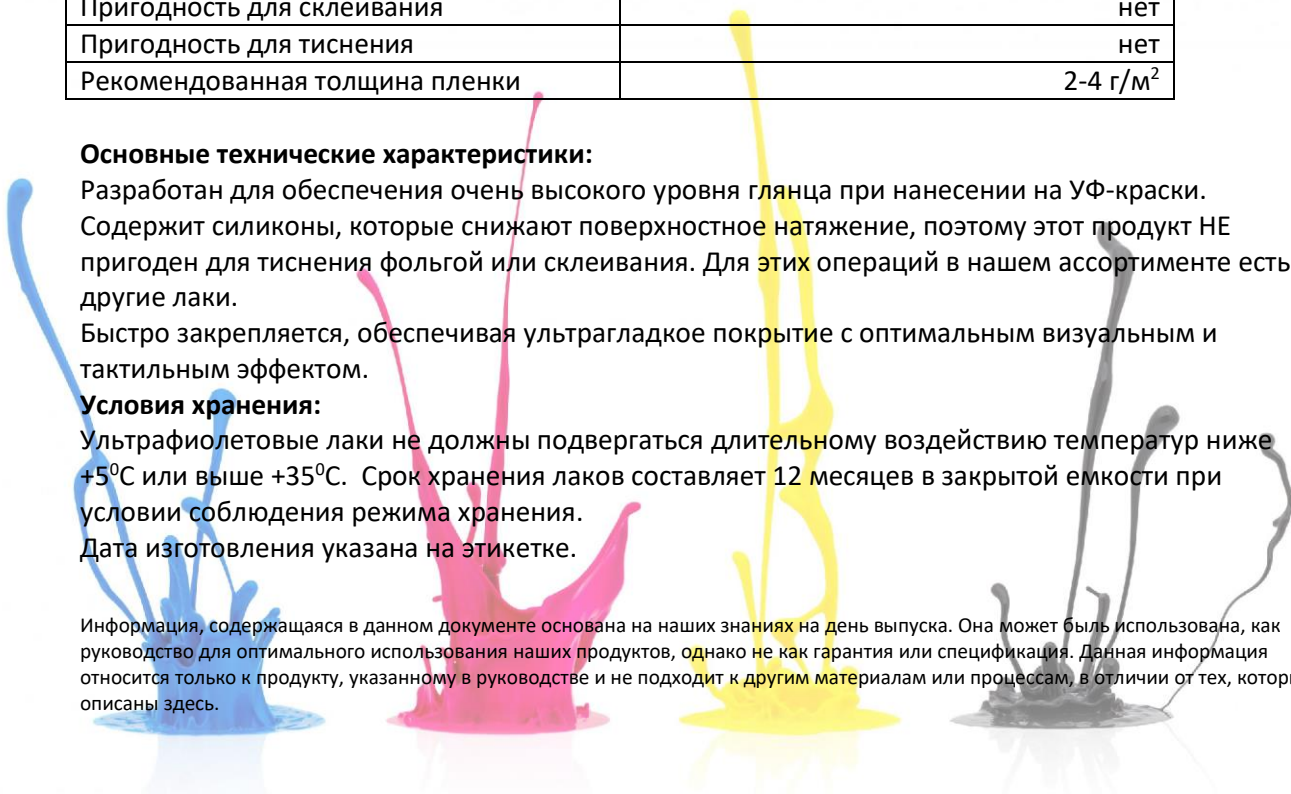 Пригодность для склеивания нет
Пригодность для тиснения нет
Рекомендованная толщина пленки 2-4 г/м²
Основные технические характеристики:
Разработан для обеспечения очень высокого уровня глянца при нанесении на УФ-краски.
Содержит силиконы, которые снижают поверхностное натяжение, поэтому этот продукт НЕ
пригоден для тиснения фольгой или склеивания. Для этих операций в нашем ассортименте есть
другие лаки.
Быстро закрепляется, обеспечивая ультрагладкое покрытие с оптимальным визуальным и
тактильным эффектом.
Условия хранения:
Ультрафиолетовые лаки не должны подвергаться длительному воздействию температур ниже
+5⁰С или выше +35⁰С. Срок хранения лаков составляет 12 месяцев в закрытой емкости при
условии соблюдения режима хранения.
Дата изготовления указана на этикетке.
Информация, содержащаяся в данном документе основана на наших знаниях на день выпуска. Она может быль использована, как
руководство для оптимального использования наших продуктов, однако не как гарантия или спецификация. Данная информация
относится только к продукту, указанному в руководстве и не подходит к другим материалам или процессам, в отличии от тех,
описаны здесь.